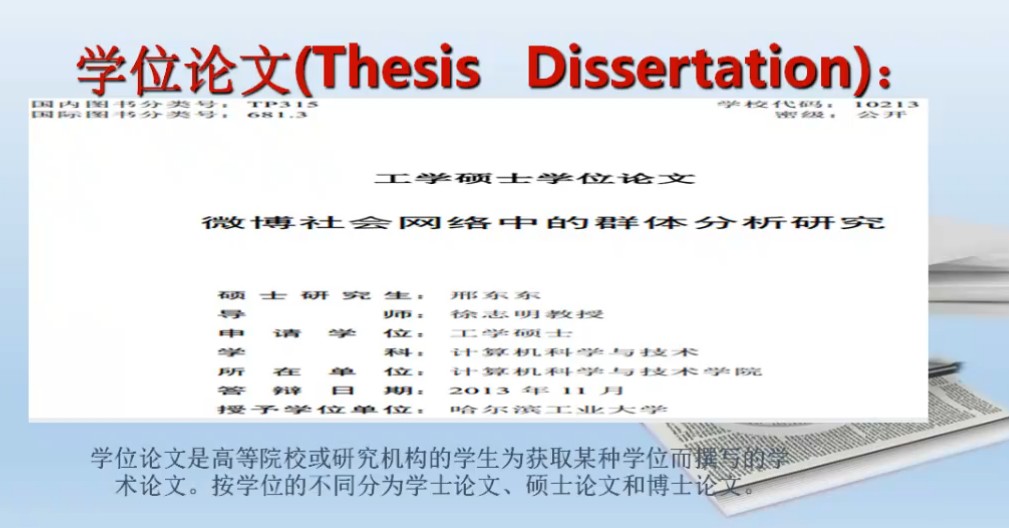 学位论文(Thesis Dissertation)：
国内图书分类号：TP315 学校代码：10213
国际图书分类号：681.3 密级：公开
工学硕士学位论文
微博社会网络中的群体分析研究
硕士研究生：邢东东
导师：徐志明教授
申请学位：工学硕士
学科：计算机科学与技术
所在单位：计算机科学与技术学院
答辩日期：2013 年 11 月
授予学位单位：哈尔滨工业大学
学位论文是高等院校或研究机构的学生为获取某种学位而撰写的学
术论文。按学位的不同分为学士论文、硕士论文和博士论文。